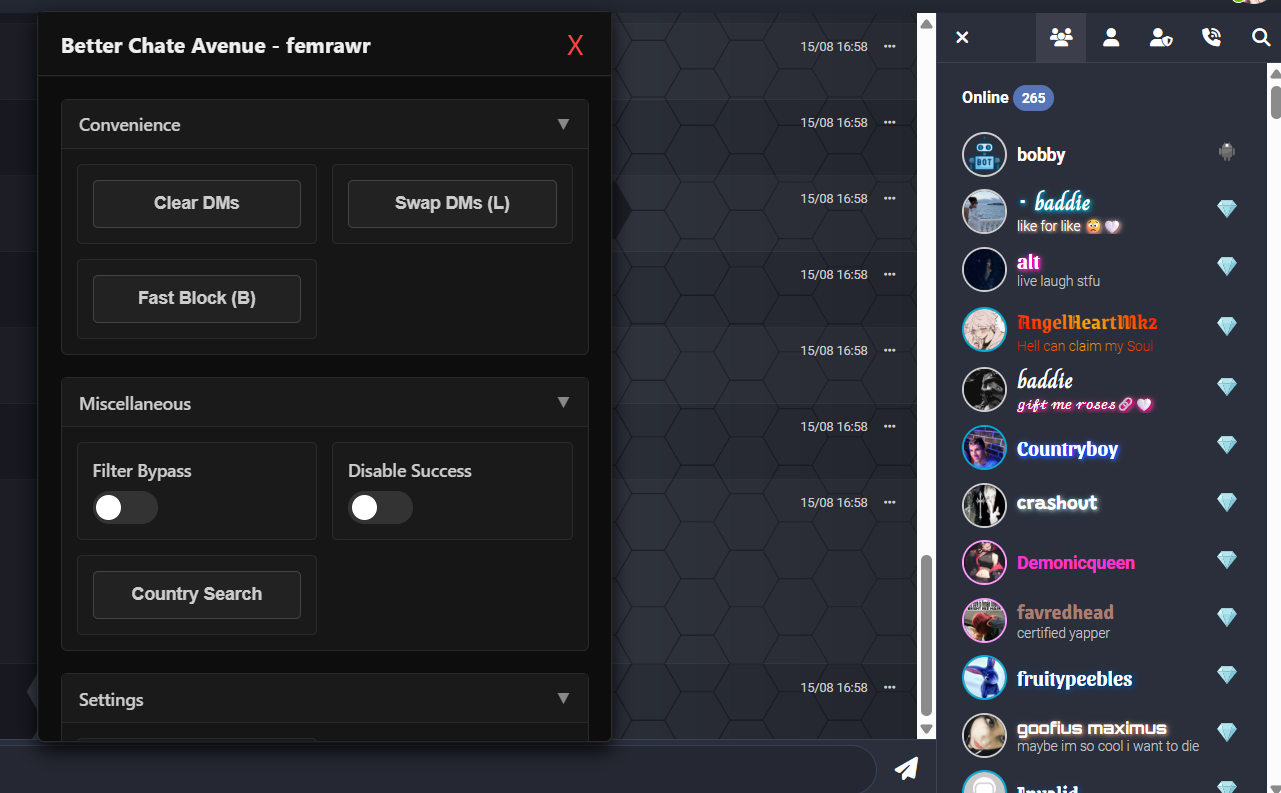 Better Chate Avenue - femrawr
X
Convenience
Clear DMs
Swap DMs (L)
Fast Block (B)
Miscellaneous
Filter Bypass
Disable Success
Country Search
Settings
15/08 16:58
15/08 16:58
15/08 16:58
15/08 16:58
15/08 16:58
15/08 16:58
15/08 16:58
15/08 16:58
Online 265
BOT
bobby
· baddie
like for like 😳🤍
alt
live laugh stfu
AngelHeartMkz
Hell can claim my Soul
baddie
gift me roses🔗🤍
Countryboy
crashout
Demonicqueen
favredhead
certified yapper
fruitypeebles
goofius maximus
maybe im so cool i want to die
Invalid